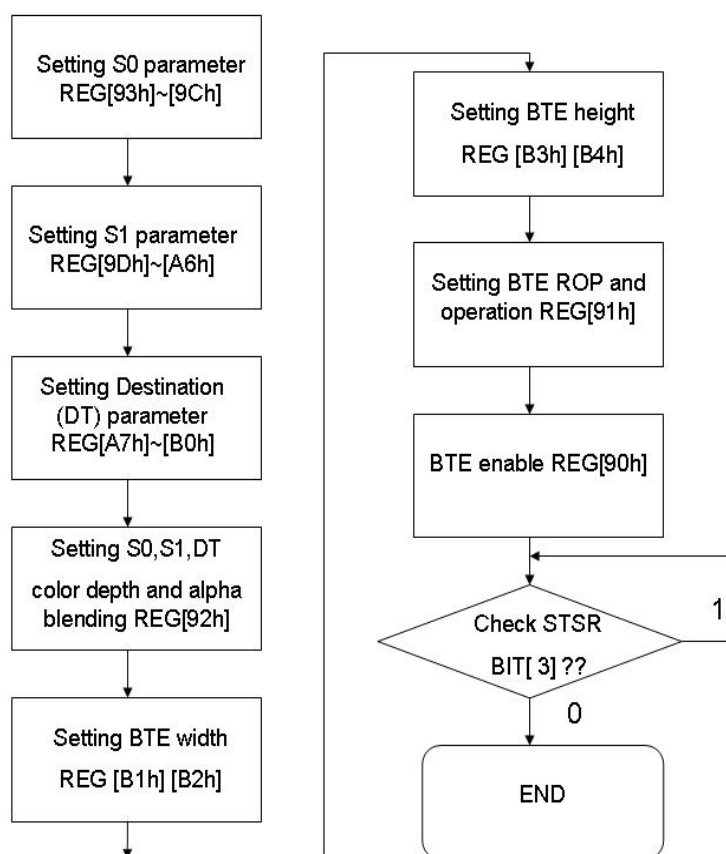 Setting S0 parameter
REG[93h]~[9Ch]
Setting S1 parameter
REG[9Dh]~[A6h]
Setting Destination
(DT) parameter
REG[A7h]~[B0h]
Setting S0,S1,DT
color depth and alpha
blending REG[92h]
Setting BTE width
REG [B1h] [B2h]
Setting BTE height
REG [B3h] [B4h]
Setting BTE ROP and
operation REG[91h]
BTE enable REG[90h]
Check STSR
BIT[ 3] ??
1
0
END